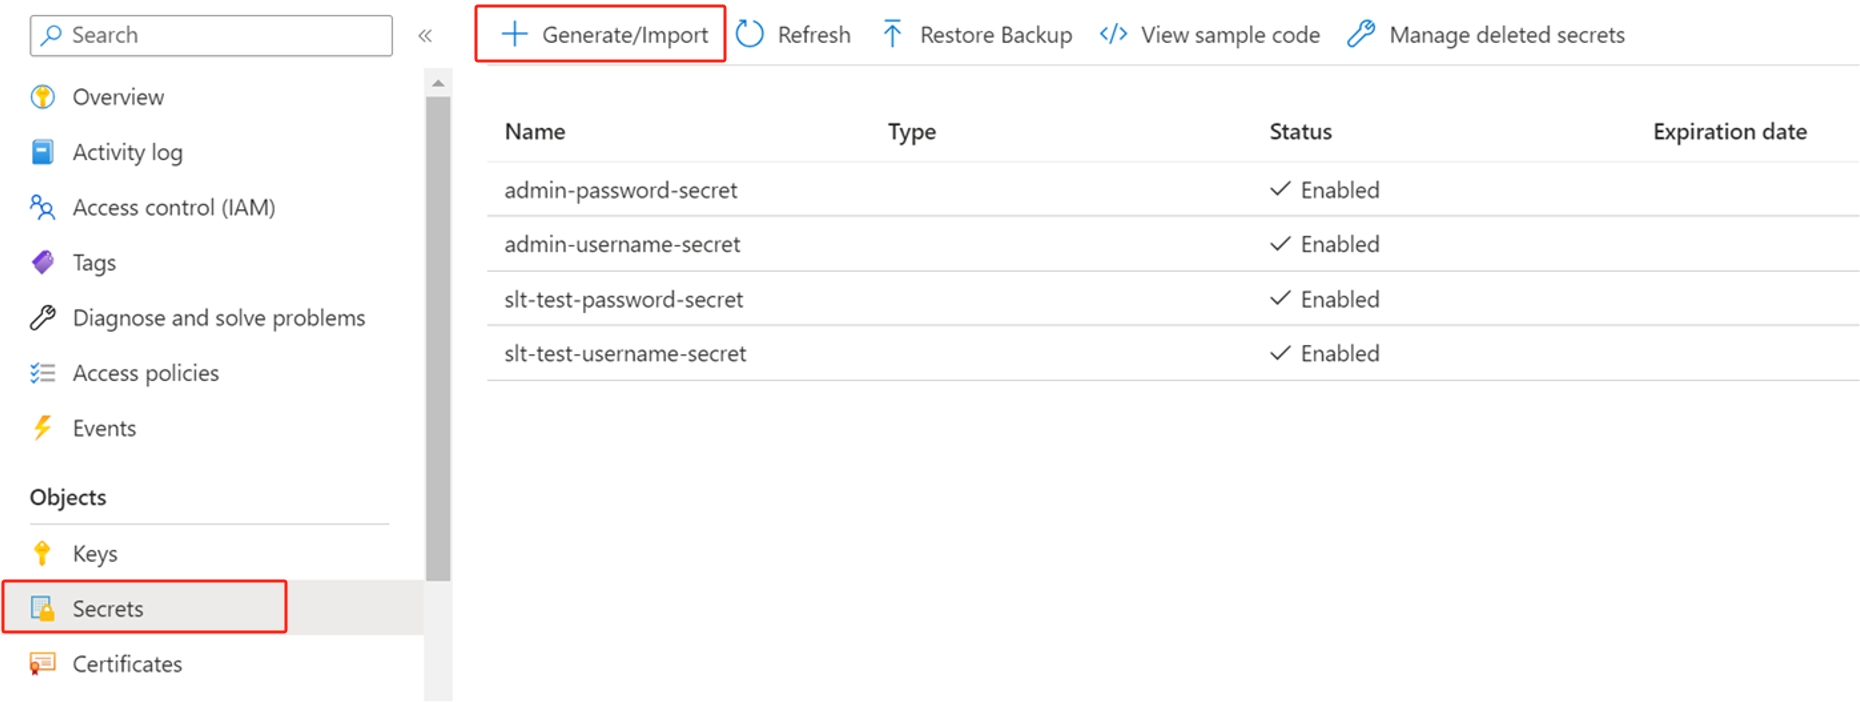 Search «
Overview
Activity log
Access control (IAM)
Tags
Diagnose and solve problems
Access policies
Events
Objects
Keys
Secrets
Certificates
Generate/Import Refresh Restore Backup </> View sample code Manage deleted secrets
Name Type Status Expiration date
admin-password-secret ✓ Enabled
admin-username-secret ✓ Enabled
slt-test-password-secret ✓ Enabled
slt-test-username-secret ✓ Enabled